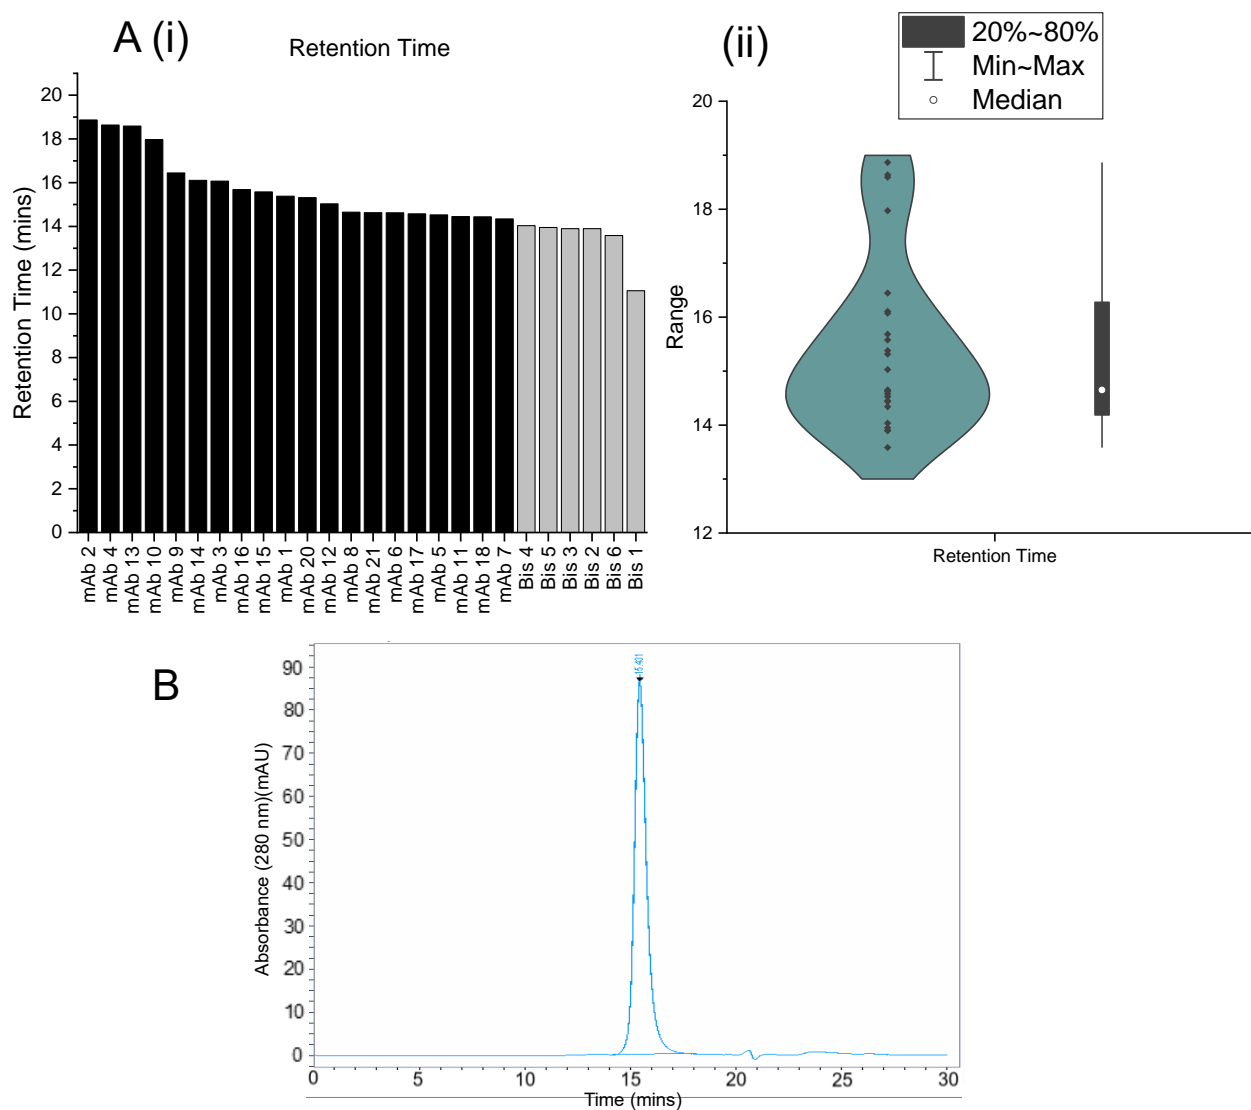 A (i)
Retention Time
Retention Time (mins)
20
18
16
14
12
10
8
6
4
2
0
mAb 2
mAb 4
mAb 13
mAb 10
mAb 9
mAb 14
mAb 3
mAb 16
mAb 15
mAb 1
mAb 20
mAb 12
mAb 8
mAb 21
mAb 6
mAb 17
mAb 5
mAb 11
mAb 18
mAb 7
Bis 4
Bis 5
Bis 3
Bis 2
Bis 6
Bis 1
(ii)
20%~80%
Min~Max
Median
Range
20
18
16
14
12
Retention Time
B
Absorbance (280 nm)(mAU)
90
80
70
60
50
40
30
20
10
0
15.431
0 5 10 15 20 25 30
Time (mins)